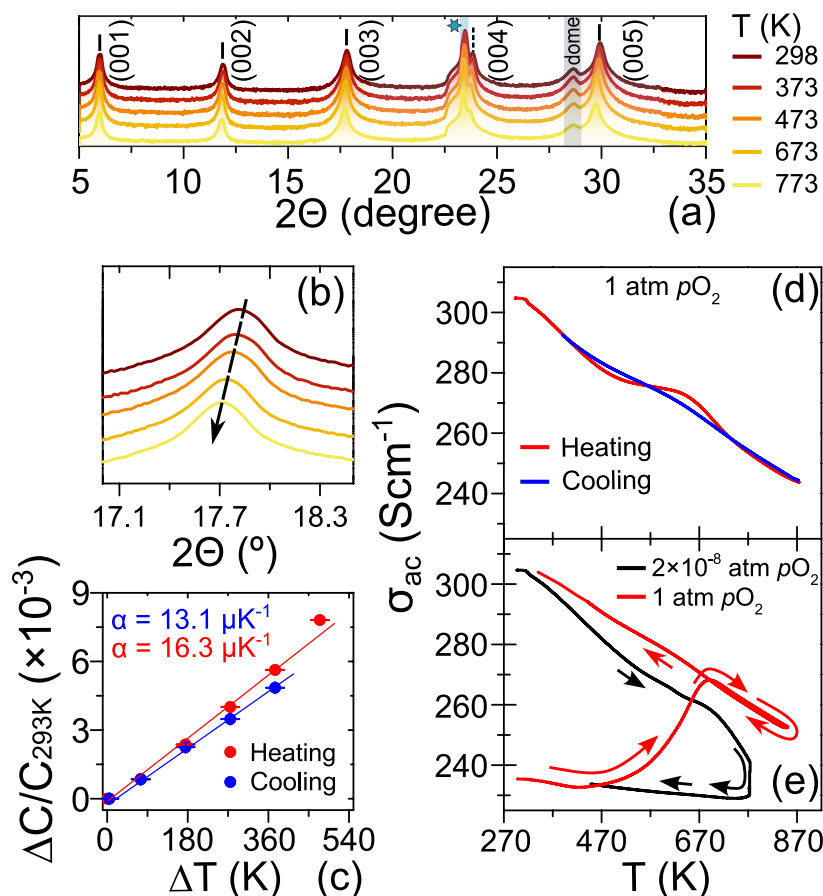 (001)
(002)
(003)
(004)
dome
(005)
T (K)
298
373
473
673
773
5
10
15
20
25
30
35
2Θ (degree)
(a)
(b)
17.1
17.7
18.3
2Θ (º)
ΔC/C293K (×10-3)
9
6
3
0
α = 13.1 µK-1
α = 16.3 µK-1
Heating
Cooling
0
180
360
540
ΔT (K)
(c)
σac (Scm-1)
1 atm pO2
(d)
300
280
260
240
Heating
Cooling
2×10-8 atm pO2
1 atm pO2
300
280
260
240
(e)
270
470
670
870
T (K)